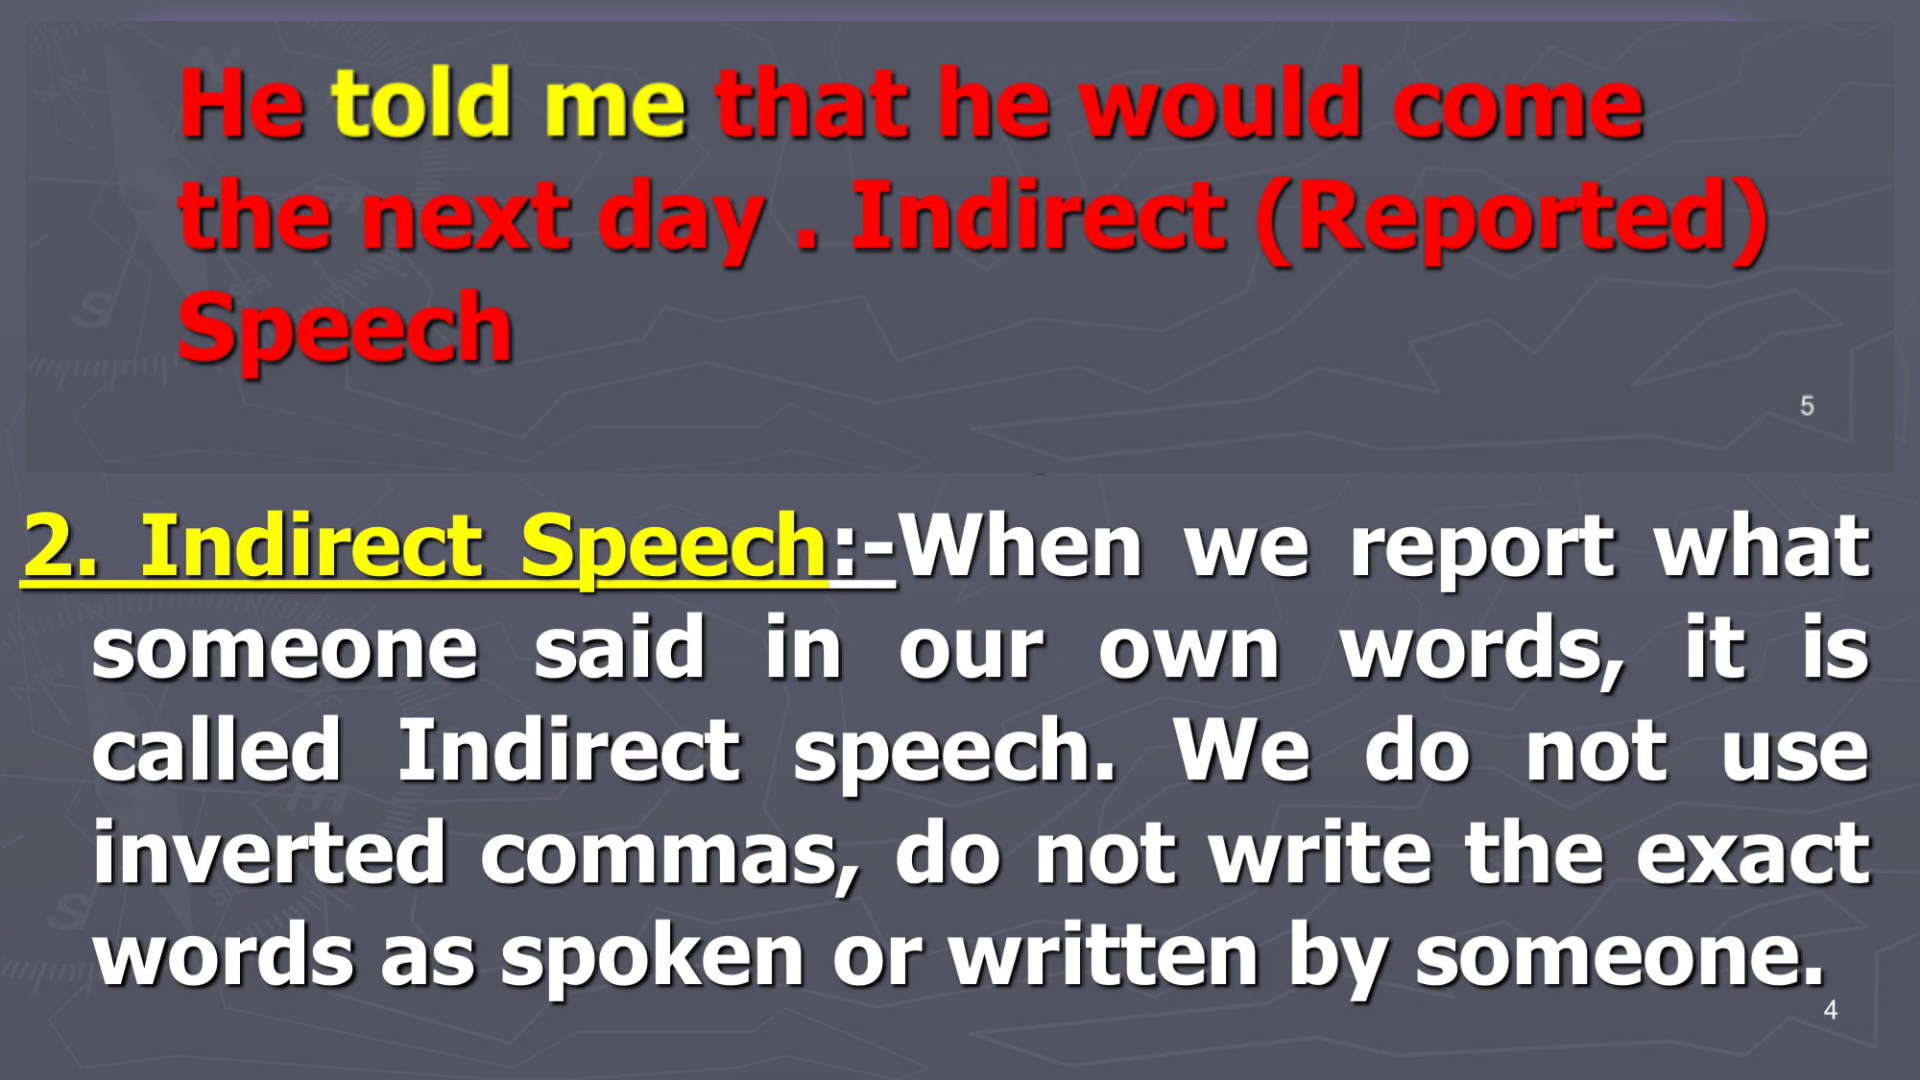 He told me that he would come
the next day . Indirect (Reported)
Speech
5
2. Indirect Speech:-When we report what
someone said in our own words, it is
called Indirect speech. We do not use
inverted commas, do not write the exact
words as spoken or written by someone.
4